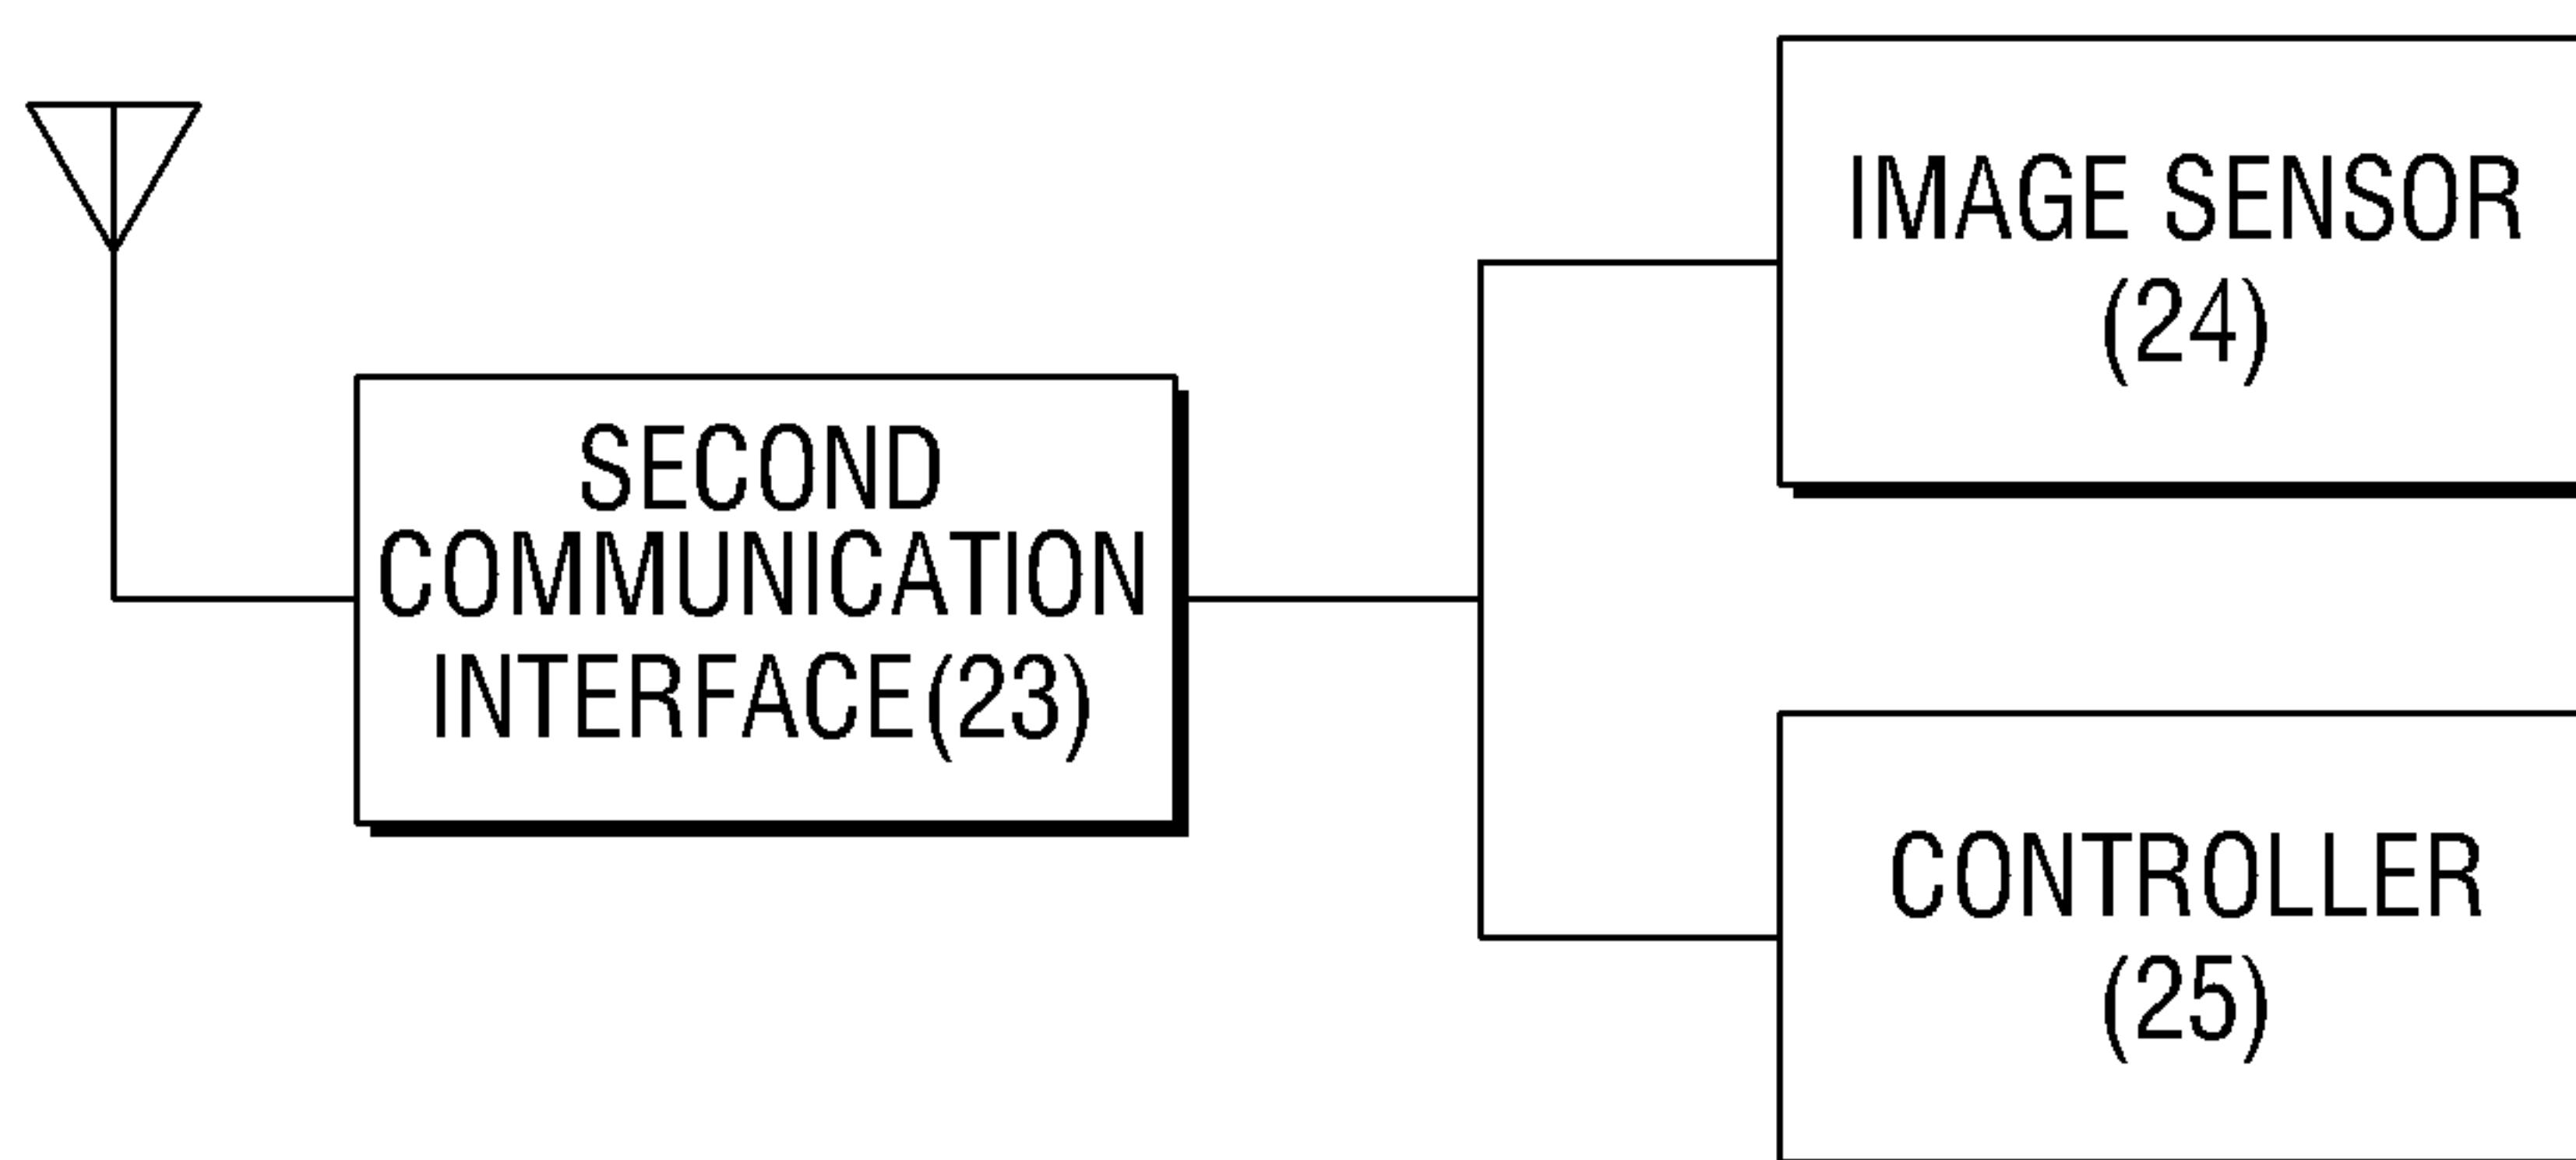 SECOND
COMMUNICATION
INTERFACE(23)
IMAGE SENSOR
(24)
CONTROLLER
(25)